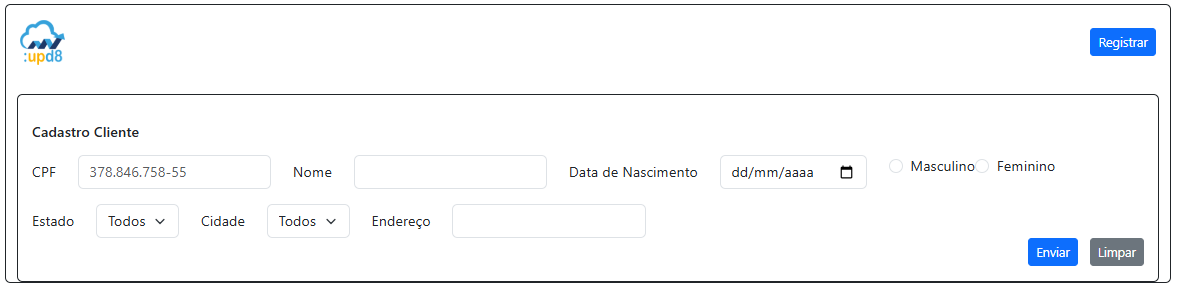 :upd8
Registrar
Cadastro Cliente
CPF 378.846.758-55 Nome Data de Nascimento dd/mm/aaaa Masculino Feminino
Estado Todos Cidade Todos Endereço
Enviar Limpar